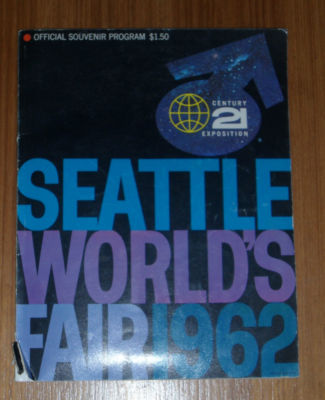 OFFICIAL SOUVENIR PROGRAM $1.50
CENTURY
21
EXPOSITION
SEATTLE
WORLD'S
FAIR 1962